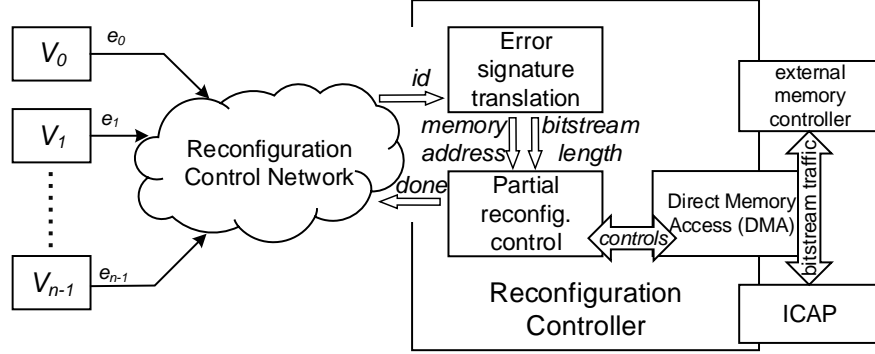 V0
e0
V1
e1
Vn-1
en-1
Reconfiguration
Control Network
id
done
Error
signature
translation
memory
address
bitstream
length
Partial
reconfig.
control
controls
Direct Memory
Access (DMA)
external
memory
controller
bitstream traffic
ICAP
Reconfiguration
Controller